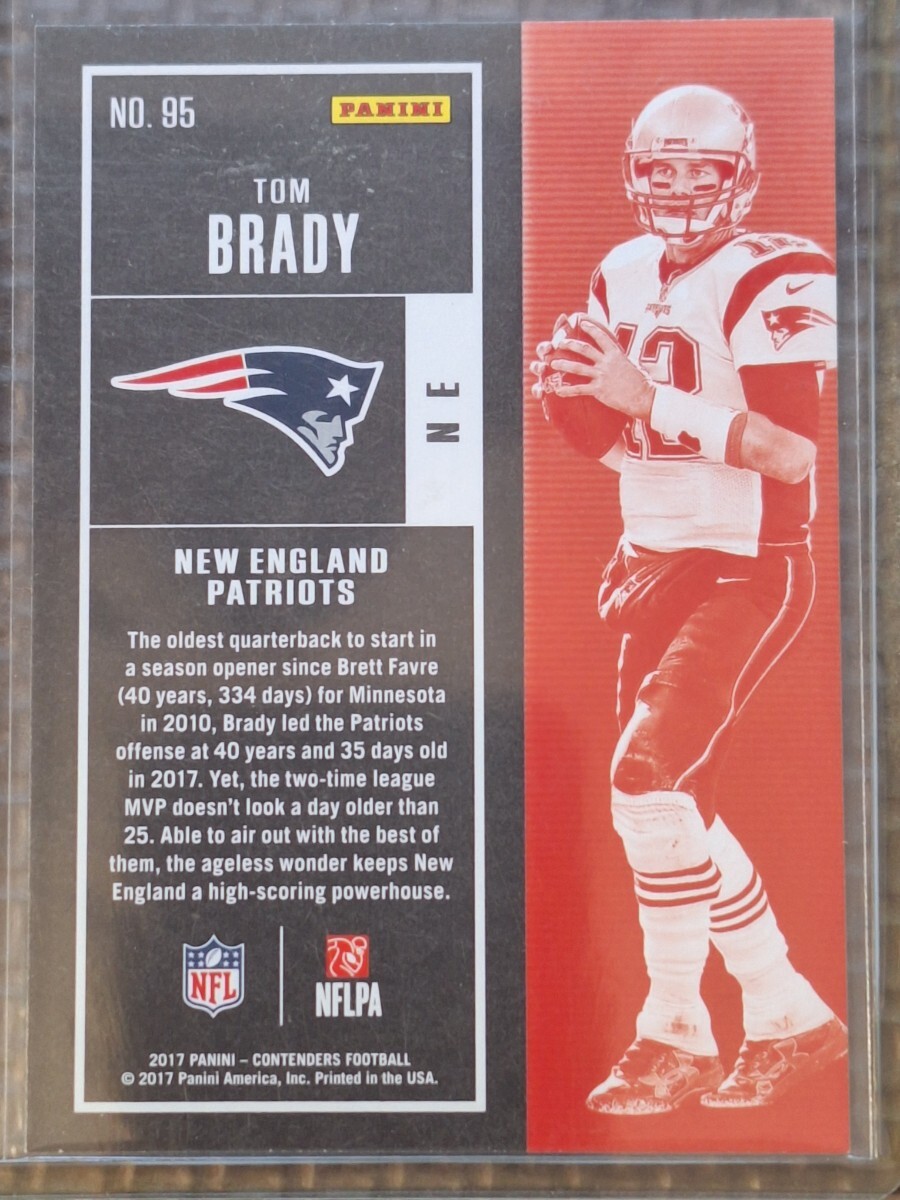 NO. 95
PANINI
TOM
BRADY
N E
NEW ENGLAND
PATRIOTS
The oldest quarterback to start in
a season opener since Brett Favre
(40 years, 334 days) for Minnesota
in 2010, Brady led the Patriots
offense at 40 years and 35 days old
in 2017. Yet, the two-time league
MVP doesn't look a day older than
25. Able to air out with the best of
them, the ageless wonder keeps New
England a high-scoring powerhouse.
NFL
NFLPA
2017 PANINI – CONTENDERS FOOTBALL
© 2017 Panini America, Inc. Printed in the USA.
12
PATRIOTS
12